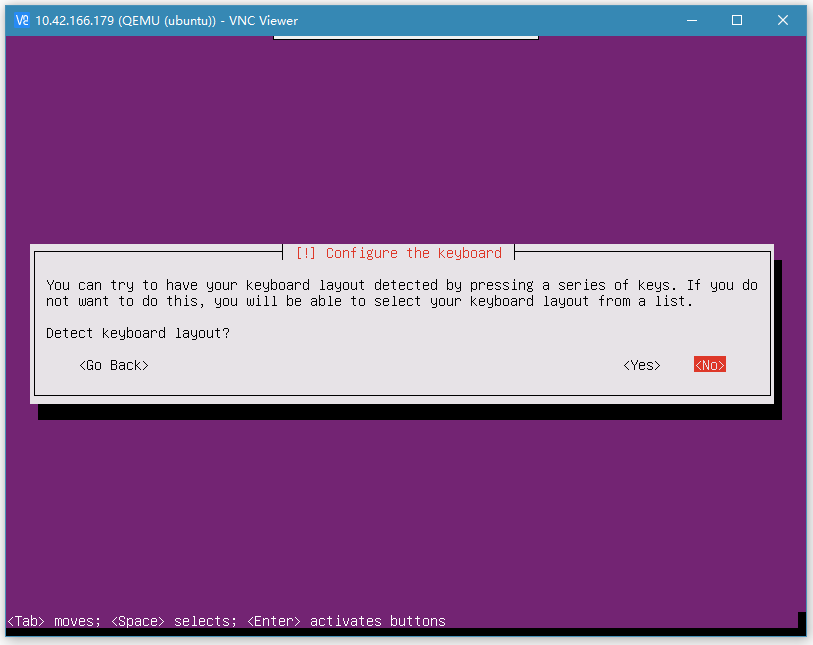 V2 10.42.166.179 (QEMU (ubuntu)) - VNC Viewer
[!] Configure the keyboard
You can try to have your keyboard layout detected by pressing a series of keys. If you do
not want to do this, you will be able to select your keyboard layout from a list.
Detect keyboard layout?
<Go Back> <Yes> <No>
<Tab> moves; <Space> selects; <Enter> activates buttons